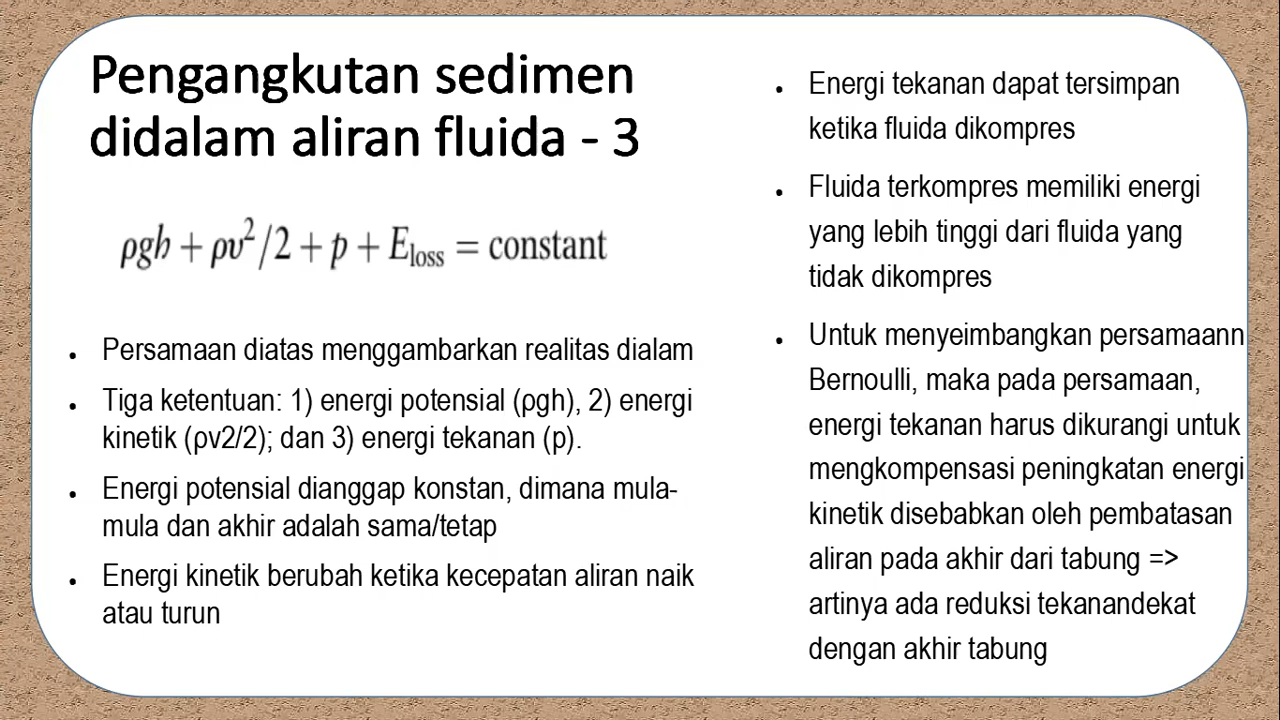 Pengangkutan sedimen
didalam aliran fluida - 3
ρgh + ρv²/2 + p + E_loss = constant
• Persamaan diatas menggambarkan realitas dialam
• Tiga ketentuan: 1) energi potensial (ρgh), 2) energi
kinetik (ρv2/2); dan 3) energi tekanan (p).
• Energi potensial dianggap konstan, dimana mula-
mula dan akhir adalah sama/tetap
• Energi kinetik berubah ketika kecepatan aliran naik
atau turun
• Energi tekanan dapat tersimpan
ketika fluida dikompres
• Fluida terkompres memiliki energi
yang lebih tinggi dari fluida yang
tidak dikompres
• Untuk menyeimbangkan persamaann
Bernoulli, maka pada persamaan,
energi tekanan harus dikurangi untuk
mengkompensasi peningkatan energi
kinetik disebabkan oleh pembatasan
aliran pada akhir dari tabung =>
artinya ada reduksi tekanandekat
dengan akhir tabung